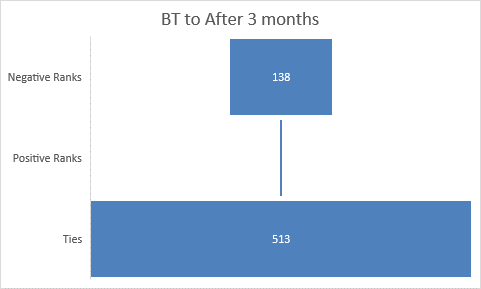 BT to After 3 months
Negative Ranks
138
Positive Ranks
Ties
513